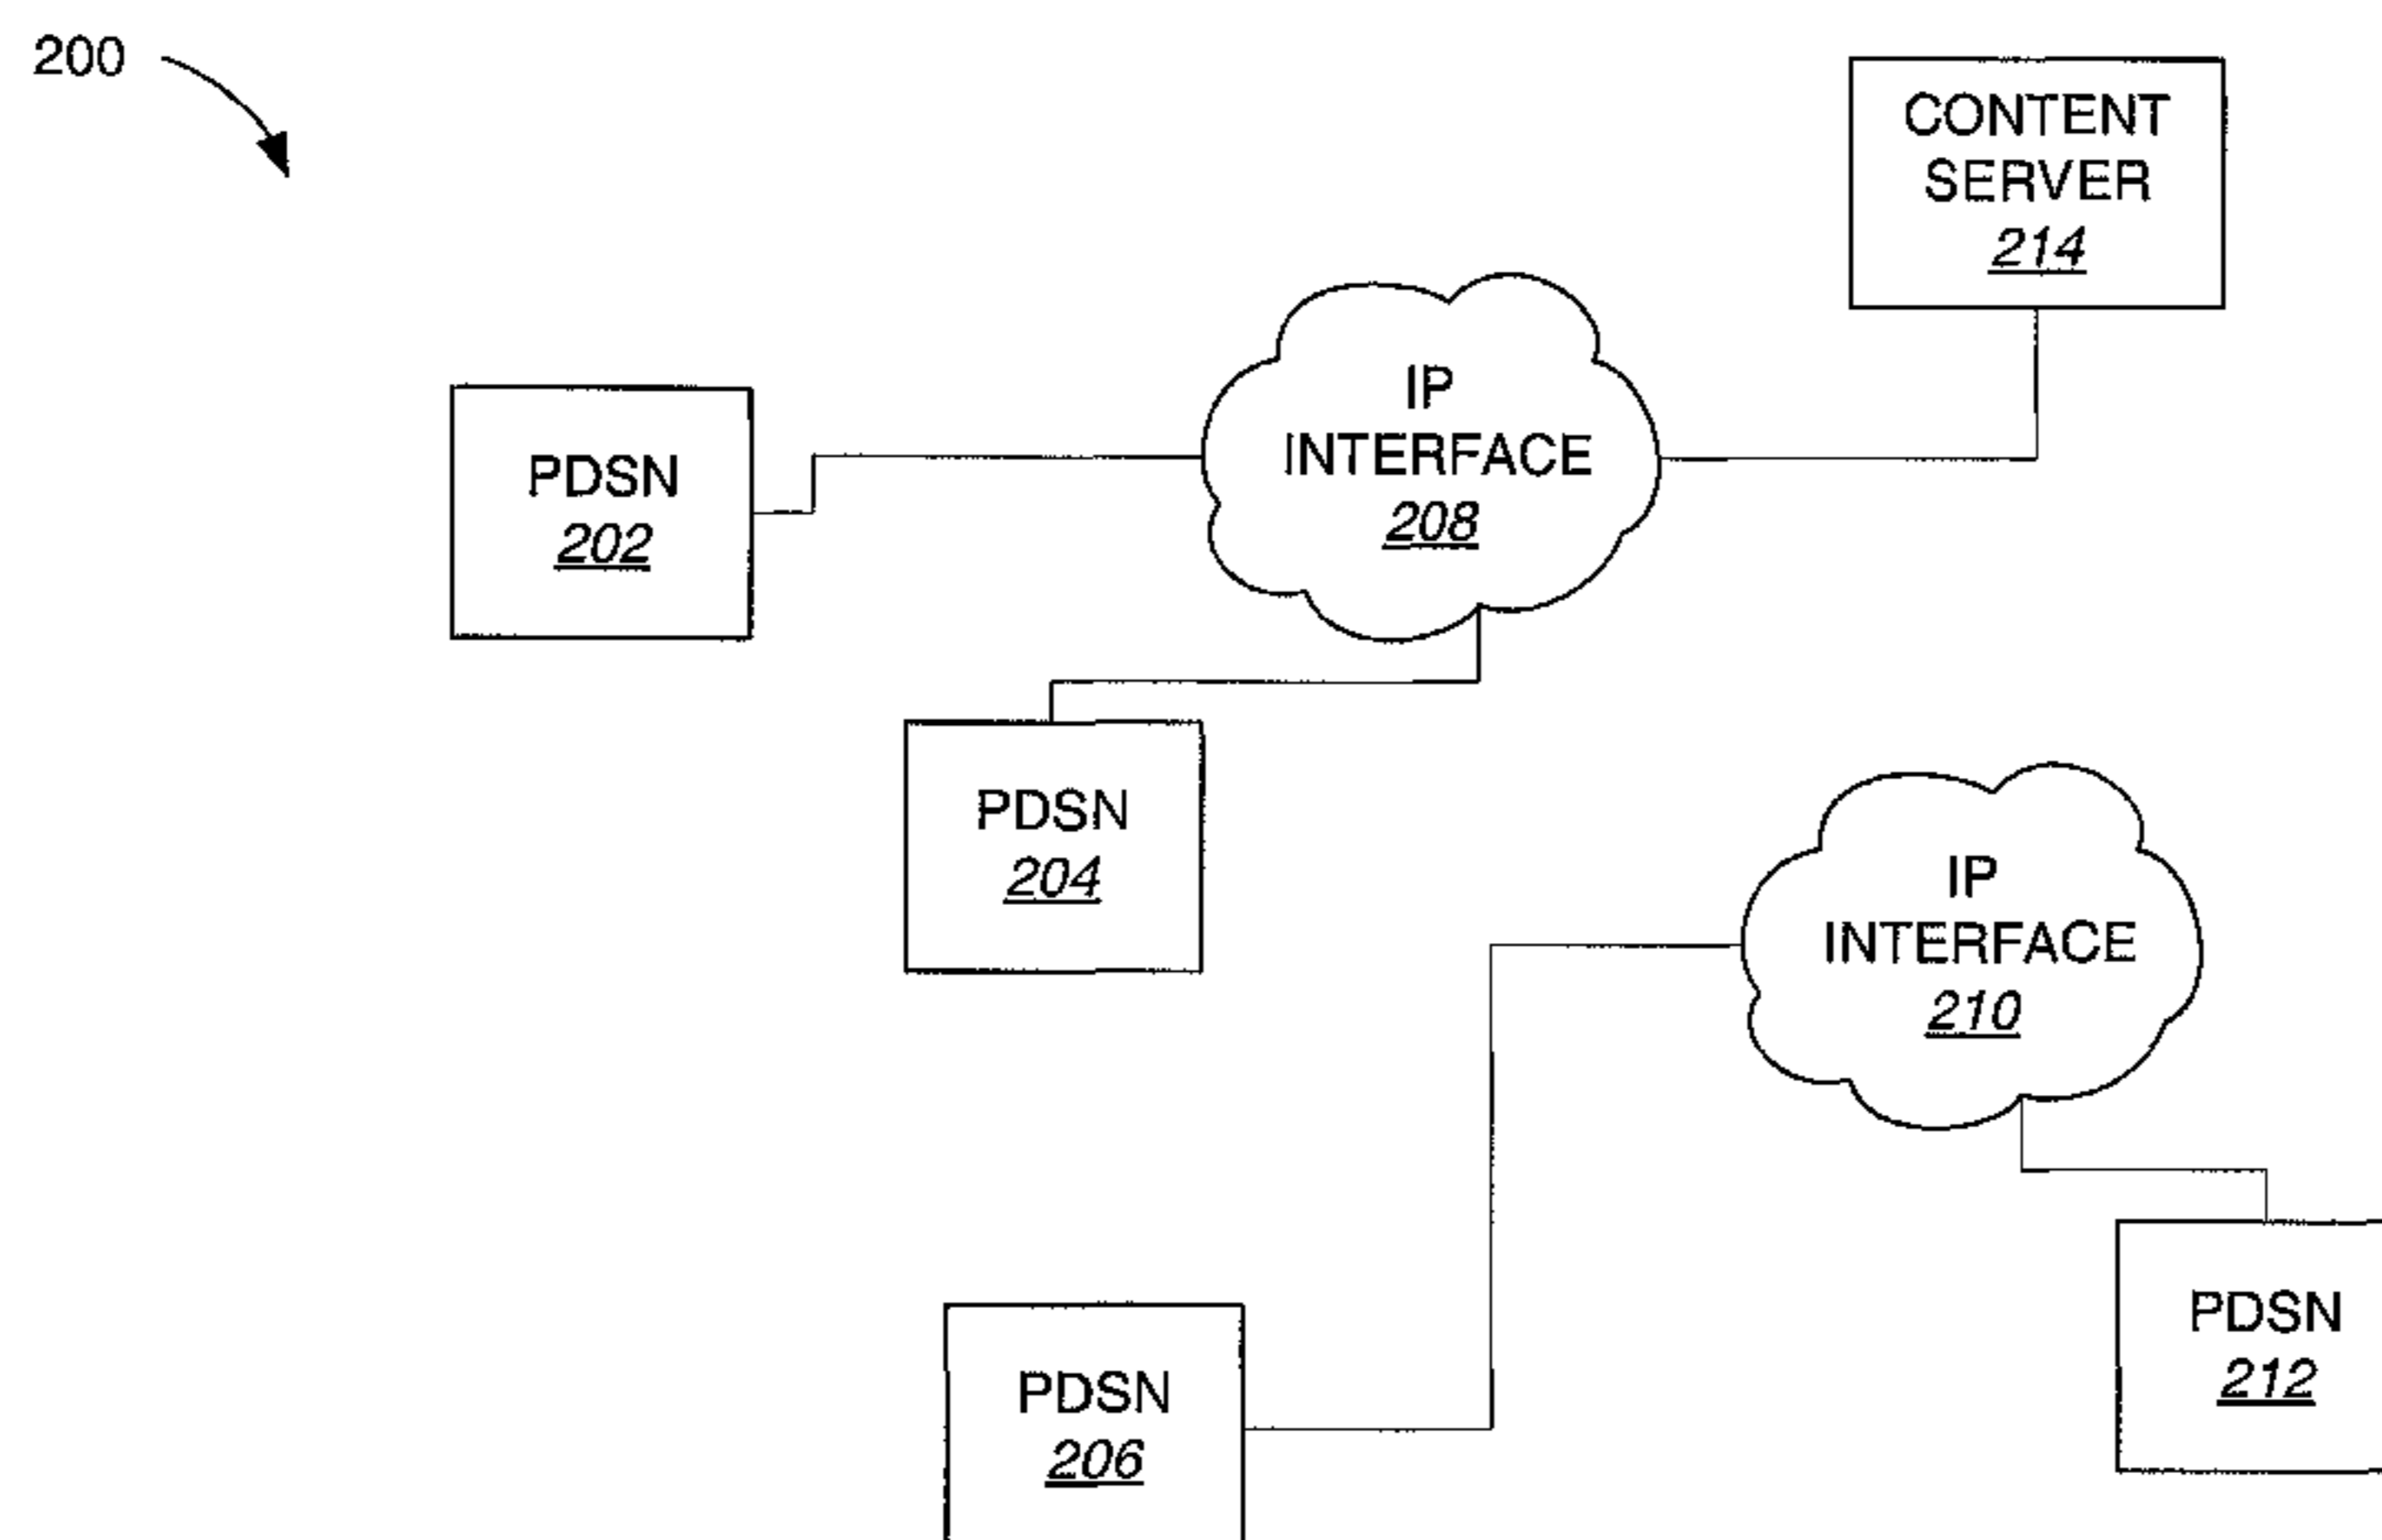 200
CONTENT
SERVER
214
IP
INTERFACE
208
PDSN
202
PDSN
204
IP
INTERFACE
210
PDSN
212
PDSN
206